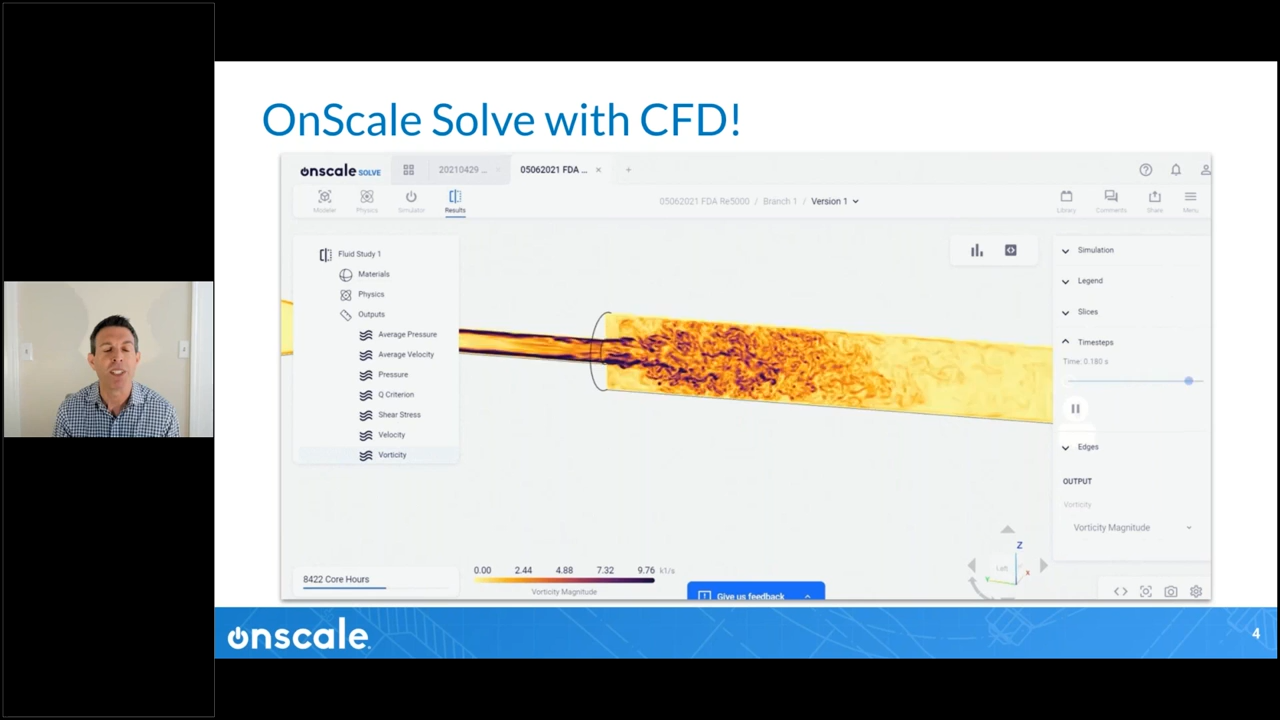 OnScale Solve with CFD!
onscale SOLVE
20210429 ...
05062021 FDA ...
Modeler
Physics
Simulator
Results
05062021 FDA Re5000 / Branch 1 / Version 1
Library
Comments
Share
Menu
Fluid Study 1
Materials
Physics
Outputs
Average Pressure
Average Velocity
Pressure
Q Criterion
Shear Stress
Velocity
Vorticity
Simulation
Legend
Slices
Timesteps
Time: 0.180 s
Edges
OUTPUT
Vorticity
Vorticity Magnitude
Z
Left
Y
X
8422 Core Hours
0.00 2.44 4.88 7.32 9.76 k1/s
Vorticity Magnitude
Give us feedback
onscale
4